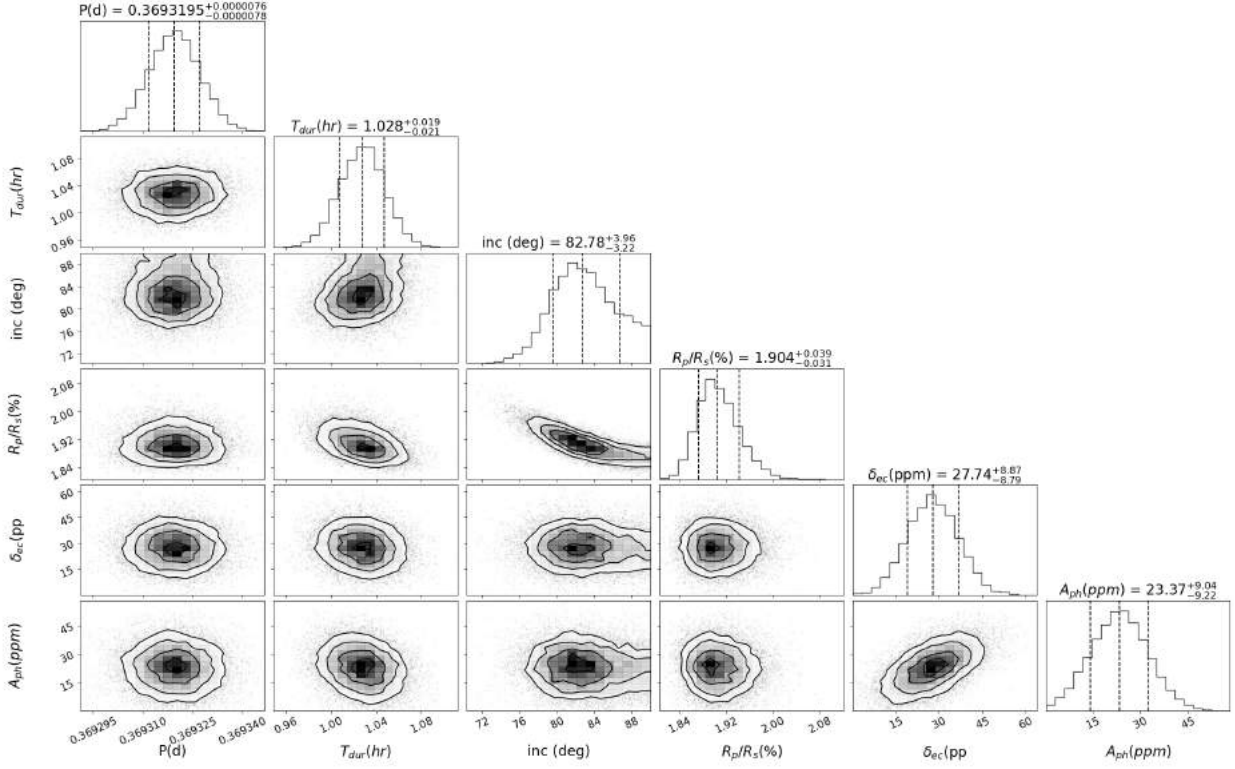 P(d) = 0.3693195+0.0000076−0.0000078
T_dur(hr) = 1.028+0.019−0.021
T_dur(hr)
1.08
1.04
1.00
0.96
inc (deg) = 82.78+3.96−3.22
inc (deg)
88
84
80
76
72
R_p/R_s(%) = 1.904+0.039−0.031
R_p/R_s(%)
2.08
2.00
1.92
1.84
δ_ec(ppm) = 27.74+8.87−8.79
δ_ec(pp
60
45
30
15
A_ph(ppm) = 23.37+9.04−9.22
A_ph(ppm)
45
30
15
0.369295 0.369310 0.369325 0.369340
0.96 1.00 1.04 1.08
72 76 80 84 88
1.84 1.92 2.00 2.08
15 30 45 60
15 30 45
P(d) T_dur(hr) inc (deg) R_p/R_s(%) δ_ec(pp A_ph(ppm)